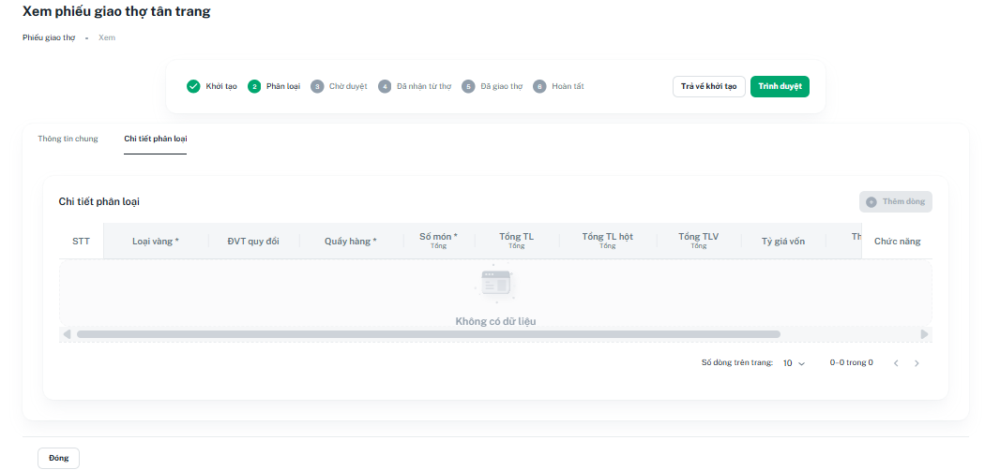 Xem phiếu giao thợ tân trang
Phiếu giao thợ - Xem
Khởi tạo 2 Phân loại 3 Chờ duyệt 4 Đã nhận từ thợ 5 Đã giao thợ 6 Hoàn tất Trả về khởi tạo Trình duyệt
Thông tin chung Chi tiết phân loại
Chi tiết phân loại Thêm dòng
STT Loại vàng * ĐVT quy đổi Quầy hàng * Số món * Tổng TL Tổng TL hột Tổng TLV Tỷ giá vốn Th Chức năng
Tổng Tổng Tổng Tổng
Không có dữ liệu
Số dòng trên trang: 10 0–0 trong 0
Đóng